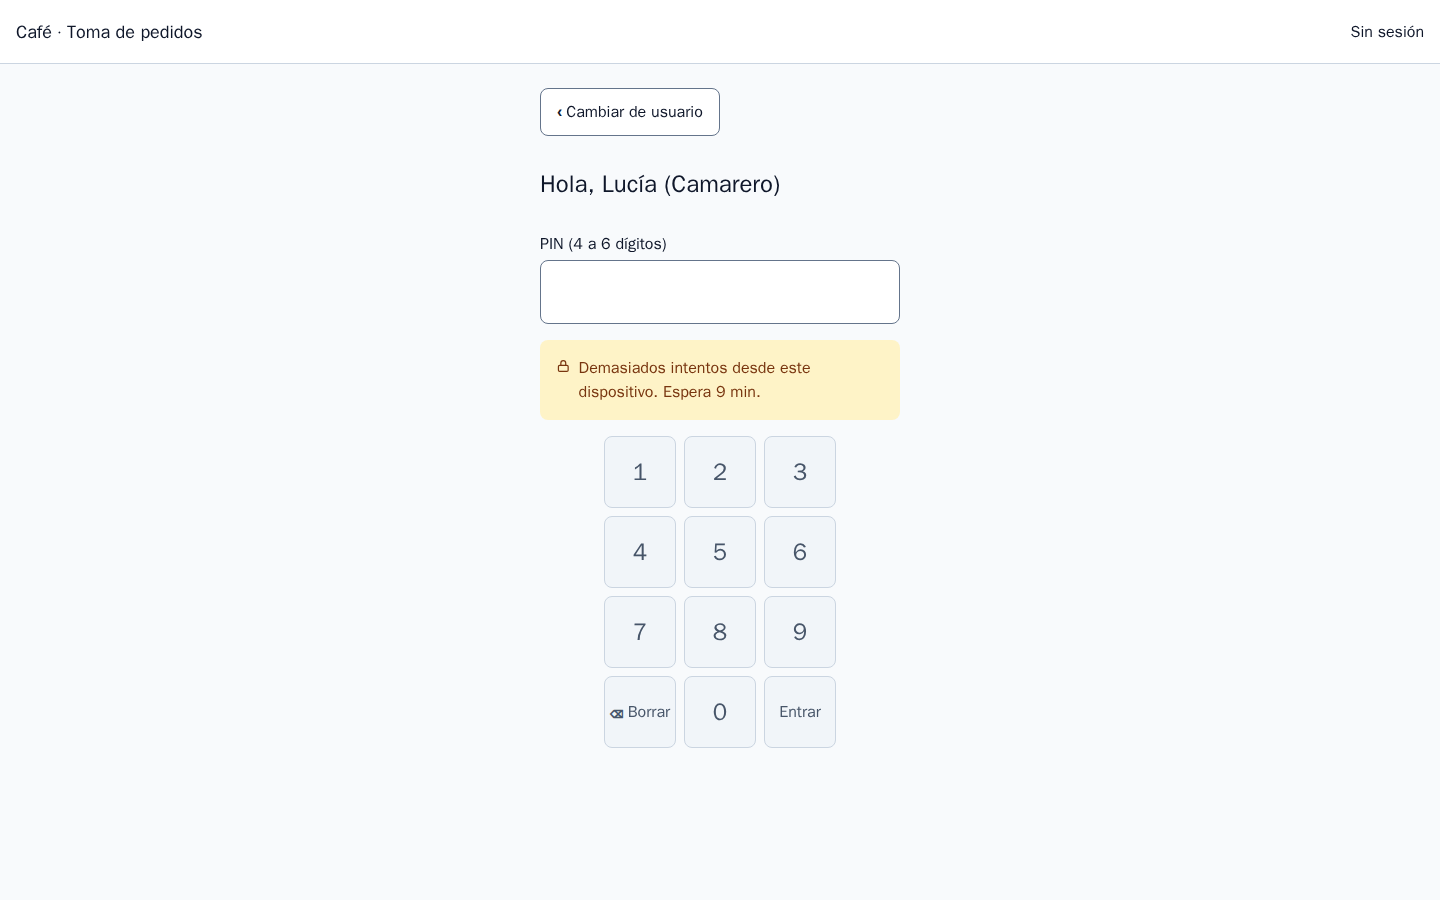 Café · Toma de pedidos
Sin sesión
‹ Cambiar de usuario
Hola, Lucía (Camarero)
PIN (4 a 6 dígitos)
Demasiados intentos desde este
dispositivo. Espera 9 min.
1 2 3
4 5 6
7 8 9
⌫ Borrar 0 Entrar